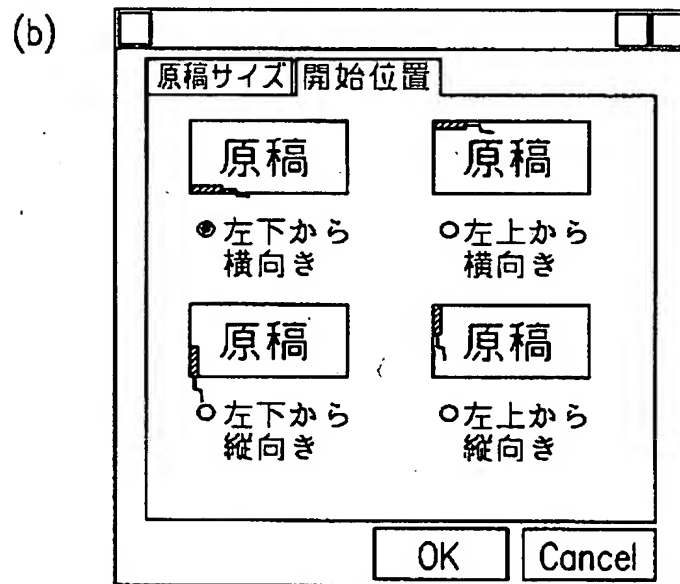 (b)
原稿サイズ 開始位置
原稿 原稿
左下から 左上から
横向き 横向き
原稿 原稿
左下から 左上から
縦向き 縦向き
OK Cancel